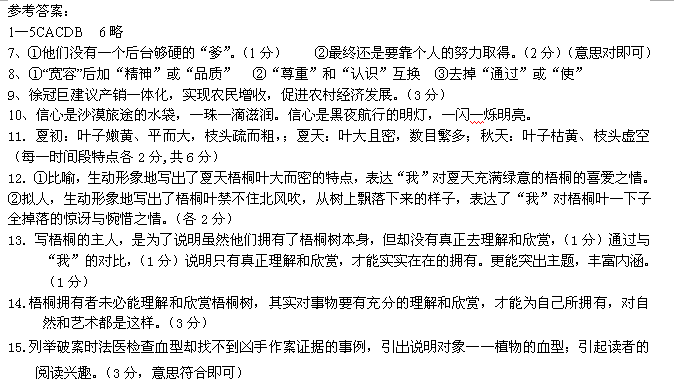 参考答案：
1—5CACDB　6略
7、①他们没有一个后台够硬的“爹”。（1分）　　②最终还是要靠个人的努力取得。（2分）（意思对即可）
8、①“宽容”后加“精神”或“品质”　②“尊重”和“认识”互换　③去掉“通过”或“使”
9、徐冠巨建议产销一体化，实现农民增收，促进农村经济发展。（3分）
10、信心是沙漠旅途的水袋，一珠一滴滋润。信心是黑夜航行的明灯，一闪一烁明亮。
11. 夏初：叶子嫩黄、平而大，枝头疏而粗，；夏天：叶大且密，数目繁多；秋天：叶子枯黄、枝头虚空
（每一时间段特点各2分,共6分）
12. ①比喻，生动形象地写出了夏天梧桐叶大而密的特点，表达“我”对夏天充满绿意的梧桐的喜爱之情。
②拟人，生动形象地写出了梧桐叶禁不住北风吹，从树上飘落下来的样子，表达了“我”对梧桐叶一下子
全掉落的惊讶与惋惜之情。（各2分）
13. 写梧桐的主人，是为了说明虽然他们拥有了梧桐树本身，但却没有真正去理解和欣赏，（1分）通过与
“我”的对比，（1分）说明只有真正理解和欣赏，才能实实在在的拥有。更能突出主题，丰富内涵。
（1分）
14.梧桐拥有者未必能理解和欣赏梧桐树，其实对事物要有充分的理解和欣赏，才能为自己所拥有，对自
然和艺术都是这样。（3分）
15.列举破案时法医检查血型却找不到凶手作案证据的事例，引出说明对象——植物的血型；引起读者的
阅读兴趣。（3分，意思符合即可）